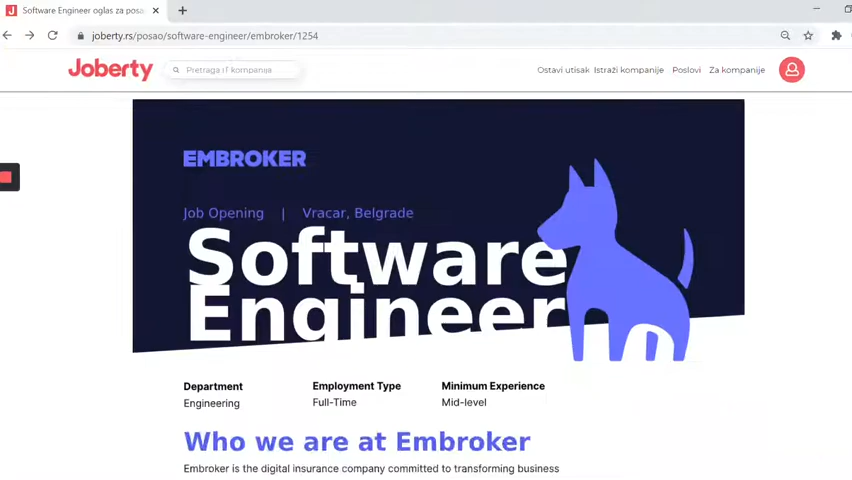 Software Engineer oglas za posa
joberty.rs/posao/software-engineer/embroker/1254
Joberty
Pretraga IT kompanija
Ostavi utisak Istraži kompanije Poslovi Za kompanije
EMBROKER
Job Opening | Vracar, Belgrade
Software
Engineer
Department Employment Type Minimum Experience
Engineering Full-Time Mid-level
Who we are at Embroker
Embroker is the digital insurance company committed to transforming business